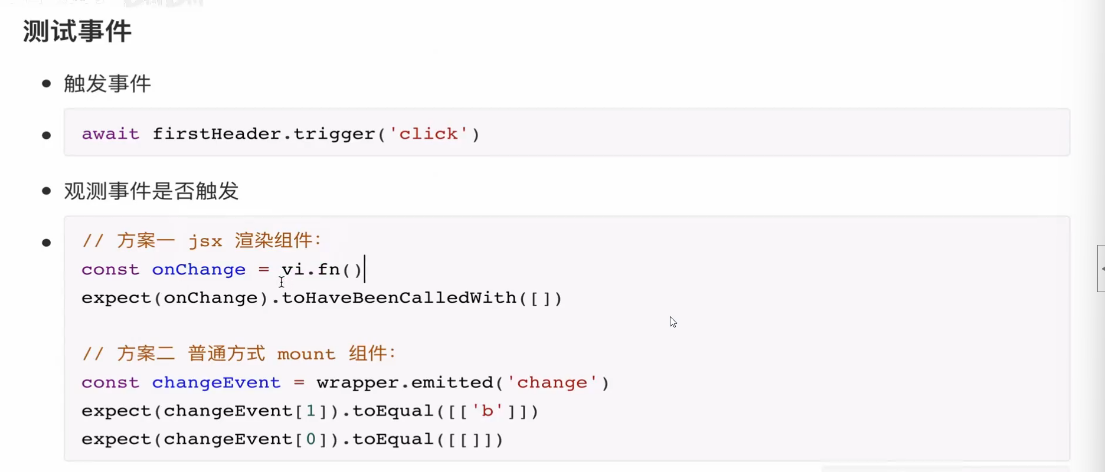 测试事件
触发事件
await firstHeader.trigger('click')
观测事件是否触发
// 方案一 jsx 渲染组件:
const onChange = vi.fn()
expect(onChange).toHaveBeenCalledWith([])
// 方案二 普通方式 mount 组件:
const changeEvent = wrapper.emitted('change')
expect(changeEvent[1]).toEqual([['b']])
expect(changeEvent[0]).toEqual([[]])